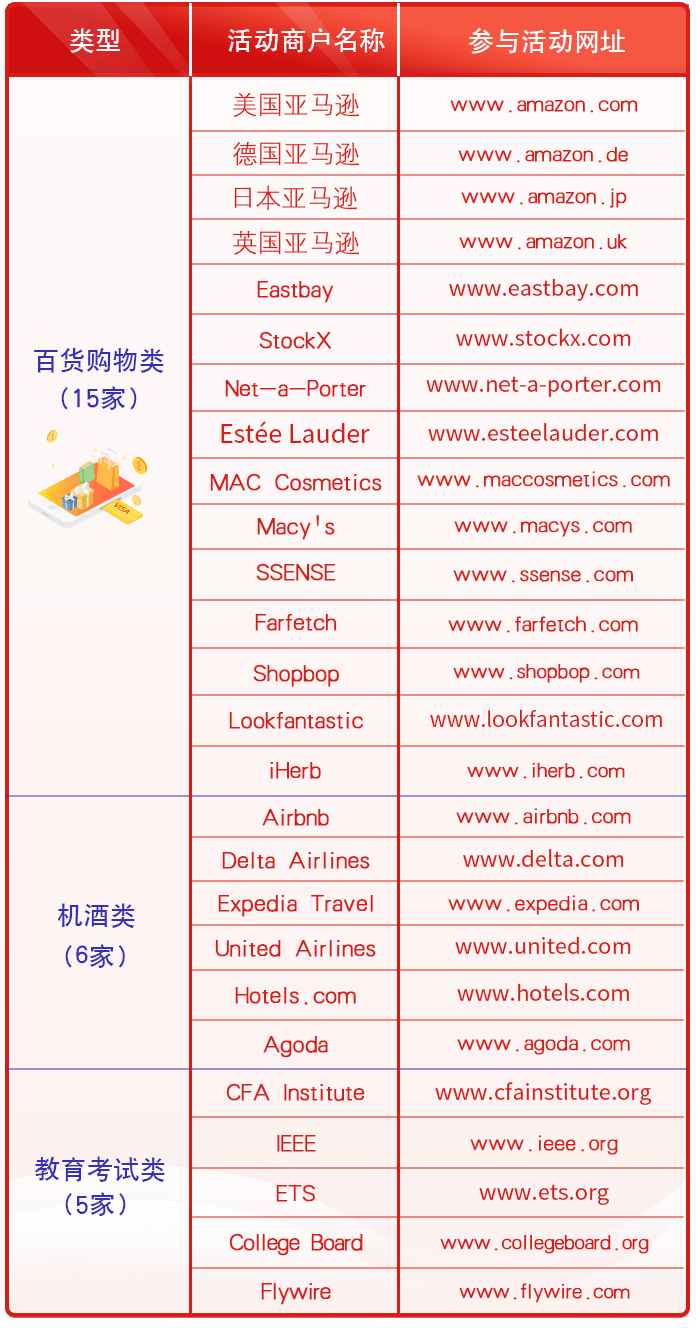 类型 活动商户名称 参与活动网址
美国亚马逊 www.amazon.com
德国亚马逊 www.amazon.de
日本亚马逊 www.amazon.jp
英国亚马逊 www.amazon.uk
Eastbay www.eastbay.com
StockX www.stockx.com
百货购物类
（15家）
Net-a-Porter www.net-a-porter.com
Estée Lauder www.esteelauder.com
VISA
MAC Cosmetics www.maccosmetics.com
Macy's www.macys.com
SSENSE www.ssense.com
Farfetch www.farfetch.com
Shopbop www.shopbop.com
Lookfantastic www.lookfantastic.com
iHerb www.iherb.com
Airbnb www.airbnb.com
Delta Airlines www.delta.com
机酒类
（6家）
Expedia Travel www.expedia.com
United Airlines www.united.com
Hotels.com www.hotels.com
Agoda www.agoda.com
CFA Institute www.cfainstitute.org
IEEE www.ieee.org
教育考试类
（5家）
ETS www.ets.org
College Board www.collegeboard.org
Flywire www.flywire.com